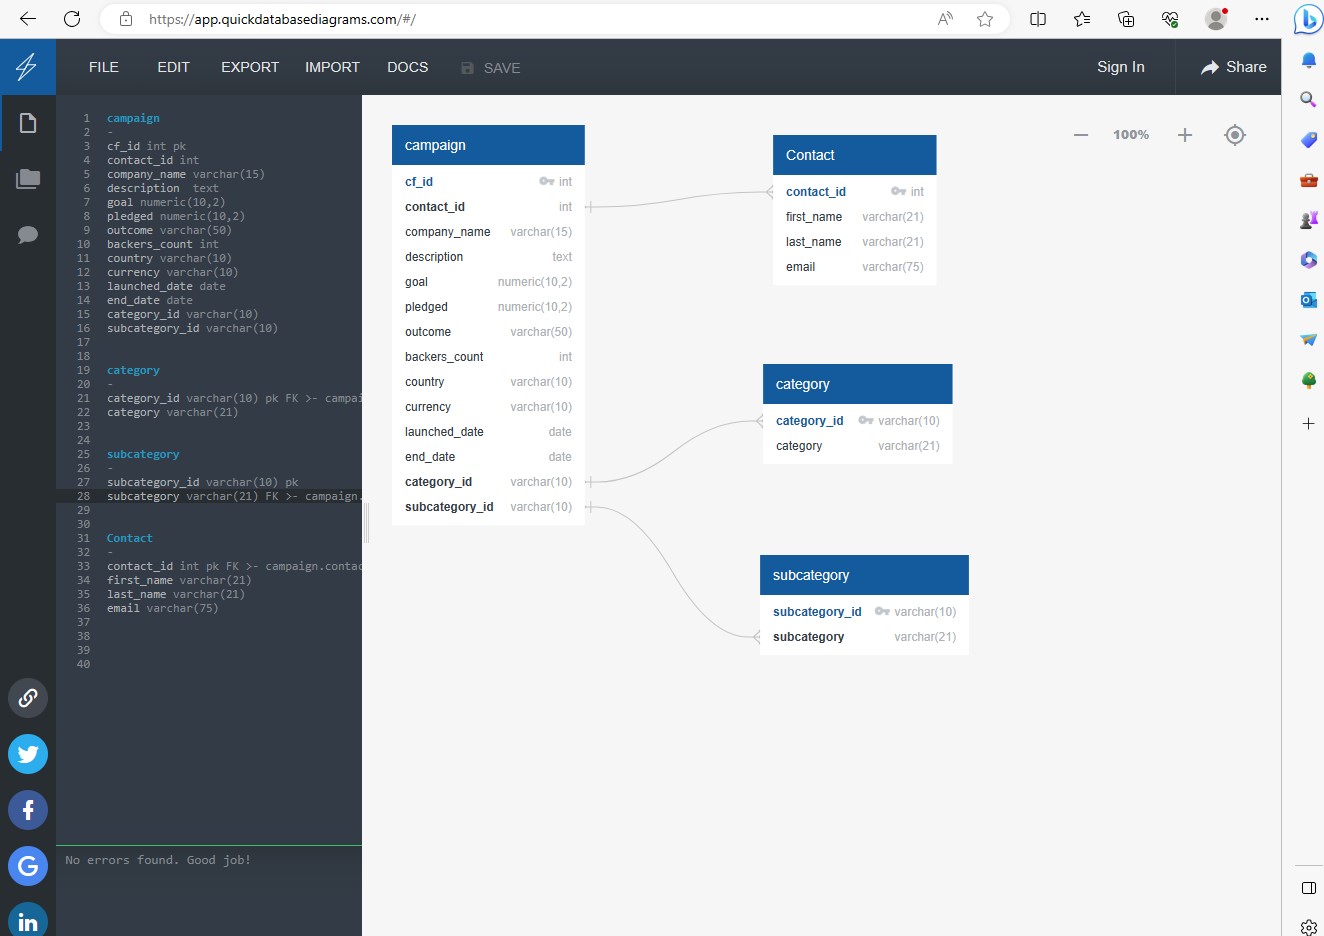 https://app.quickdatabasediagrams.com/#/
FILE EDIT EXPORT IMPORT DOCS SAVE Sign In Share
1 campaign
2 -
3 cf_id int pk
4 contact_id int
5 company_name varchar(15)
6 description  text
7 goal numeric(10,2)
8 pledged numeric(10,2)
9 outcome varchar(50)
10 backers_count int
11 country varchar(10)
12 currency varchar(10)
13 launched_date date
14 end_date date
15 category_id varchar(10)
16 subcategory_id varchar(10)
17
18
19 category
20 -
21 category_id varchar(10) pk FK >- campai
22 category varchar(21)
23
24
25 subcategory
26 -
27 subcategory_id varchar(10) pk
28 subcategory varchar(21) FK >- campaign.
29
30
31 Contact
32 -
33 contact_id int pk FK >- campaign.contac
34 first_name varchar(21)
35 last_name varchar(21)
36 email varchar(75)
37
38
39
40
No errors found. Good job!
campaign
cf_id int
contact_id int
company_name varchar(15)
description text
goal numeric(10,2)
pledged numeric(10,2)
outcome varchar(50)
backers_count int
country varchar(10)
currency varchar(10)
launched_date date
end_date date
category_id varchar(10)
subcategory_id varchar(10)
Contact
contact_id int
first_name varchar(21)
last_name varchar(21)
email varchar(75)
category
category_id varchar(10)
category varchar(21)
subcategory
subcategory_id varchar(10)
subcategory varchar(21)
100%